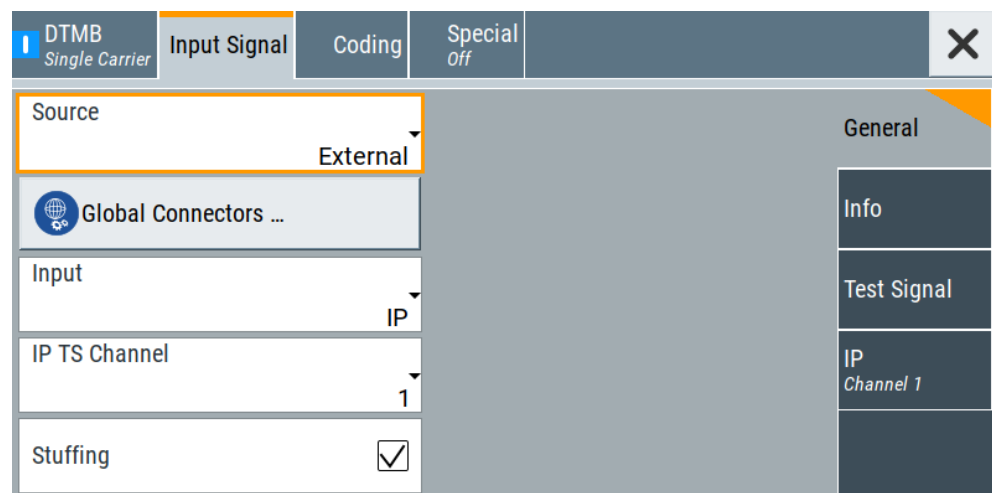 DTMB
Single Carrier
Input Signal
Coding
Special
Off
Source
External
Global Connectors ...
Input
IP
IP TS Channel
1
Stuffing
General
Info
Test Signal
IP
Channel 1